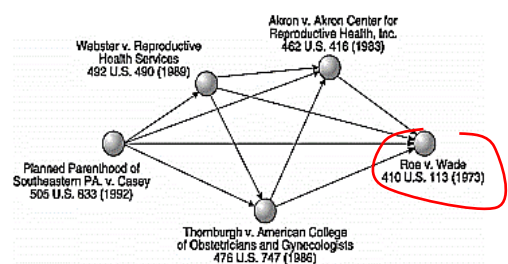 Akron v. Akron Center for
Reproductive Health, Inc.
462 U.S. 416 (1983)
Webster v. Reproductive
Health Services
492 U.S. 490 (1989)
Planned Parenthood of
Southeastern PA. v. Casey
505 U.S. 833 (1992)
Roe v. Wade
410 U.S. 113 (1973)
Thornburgh v. American College
of Obstetricians and Gynecologists
476 U.S. 747 (1986)